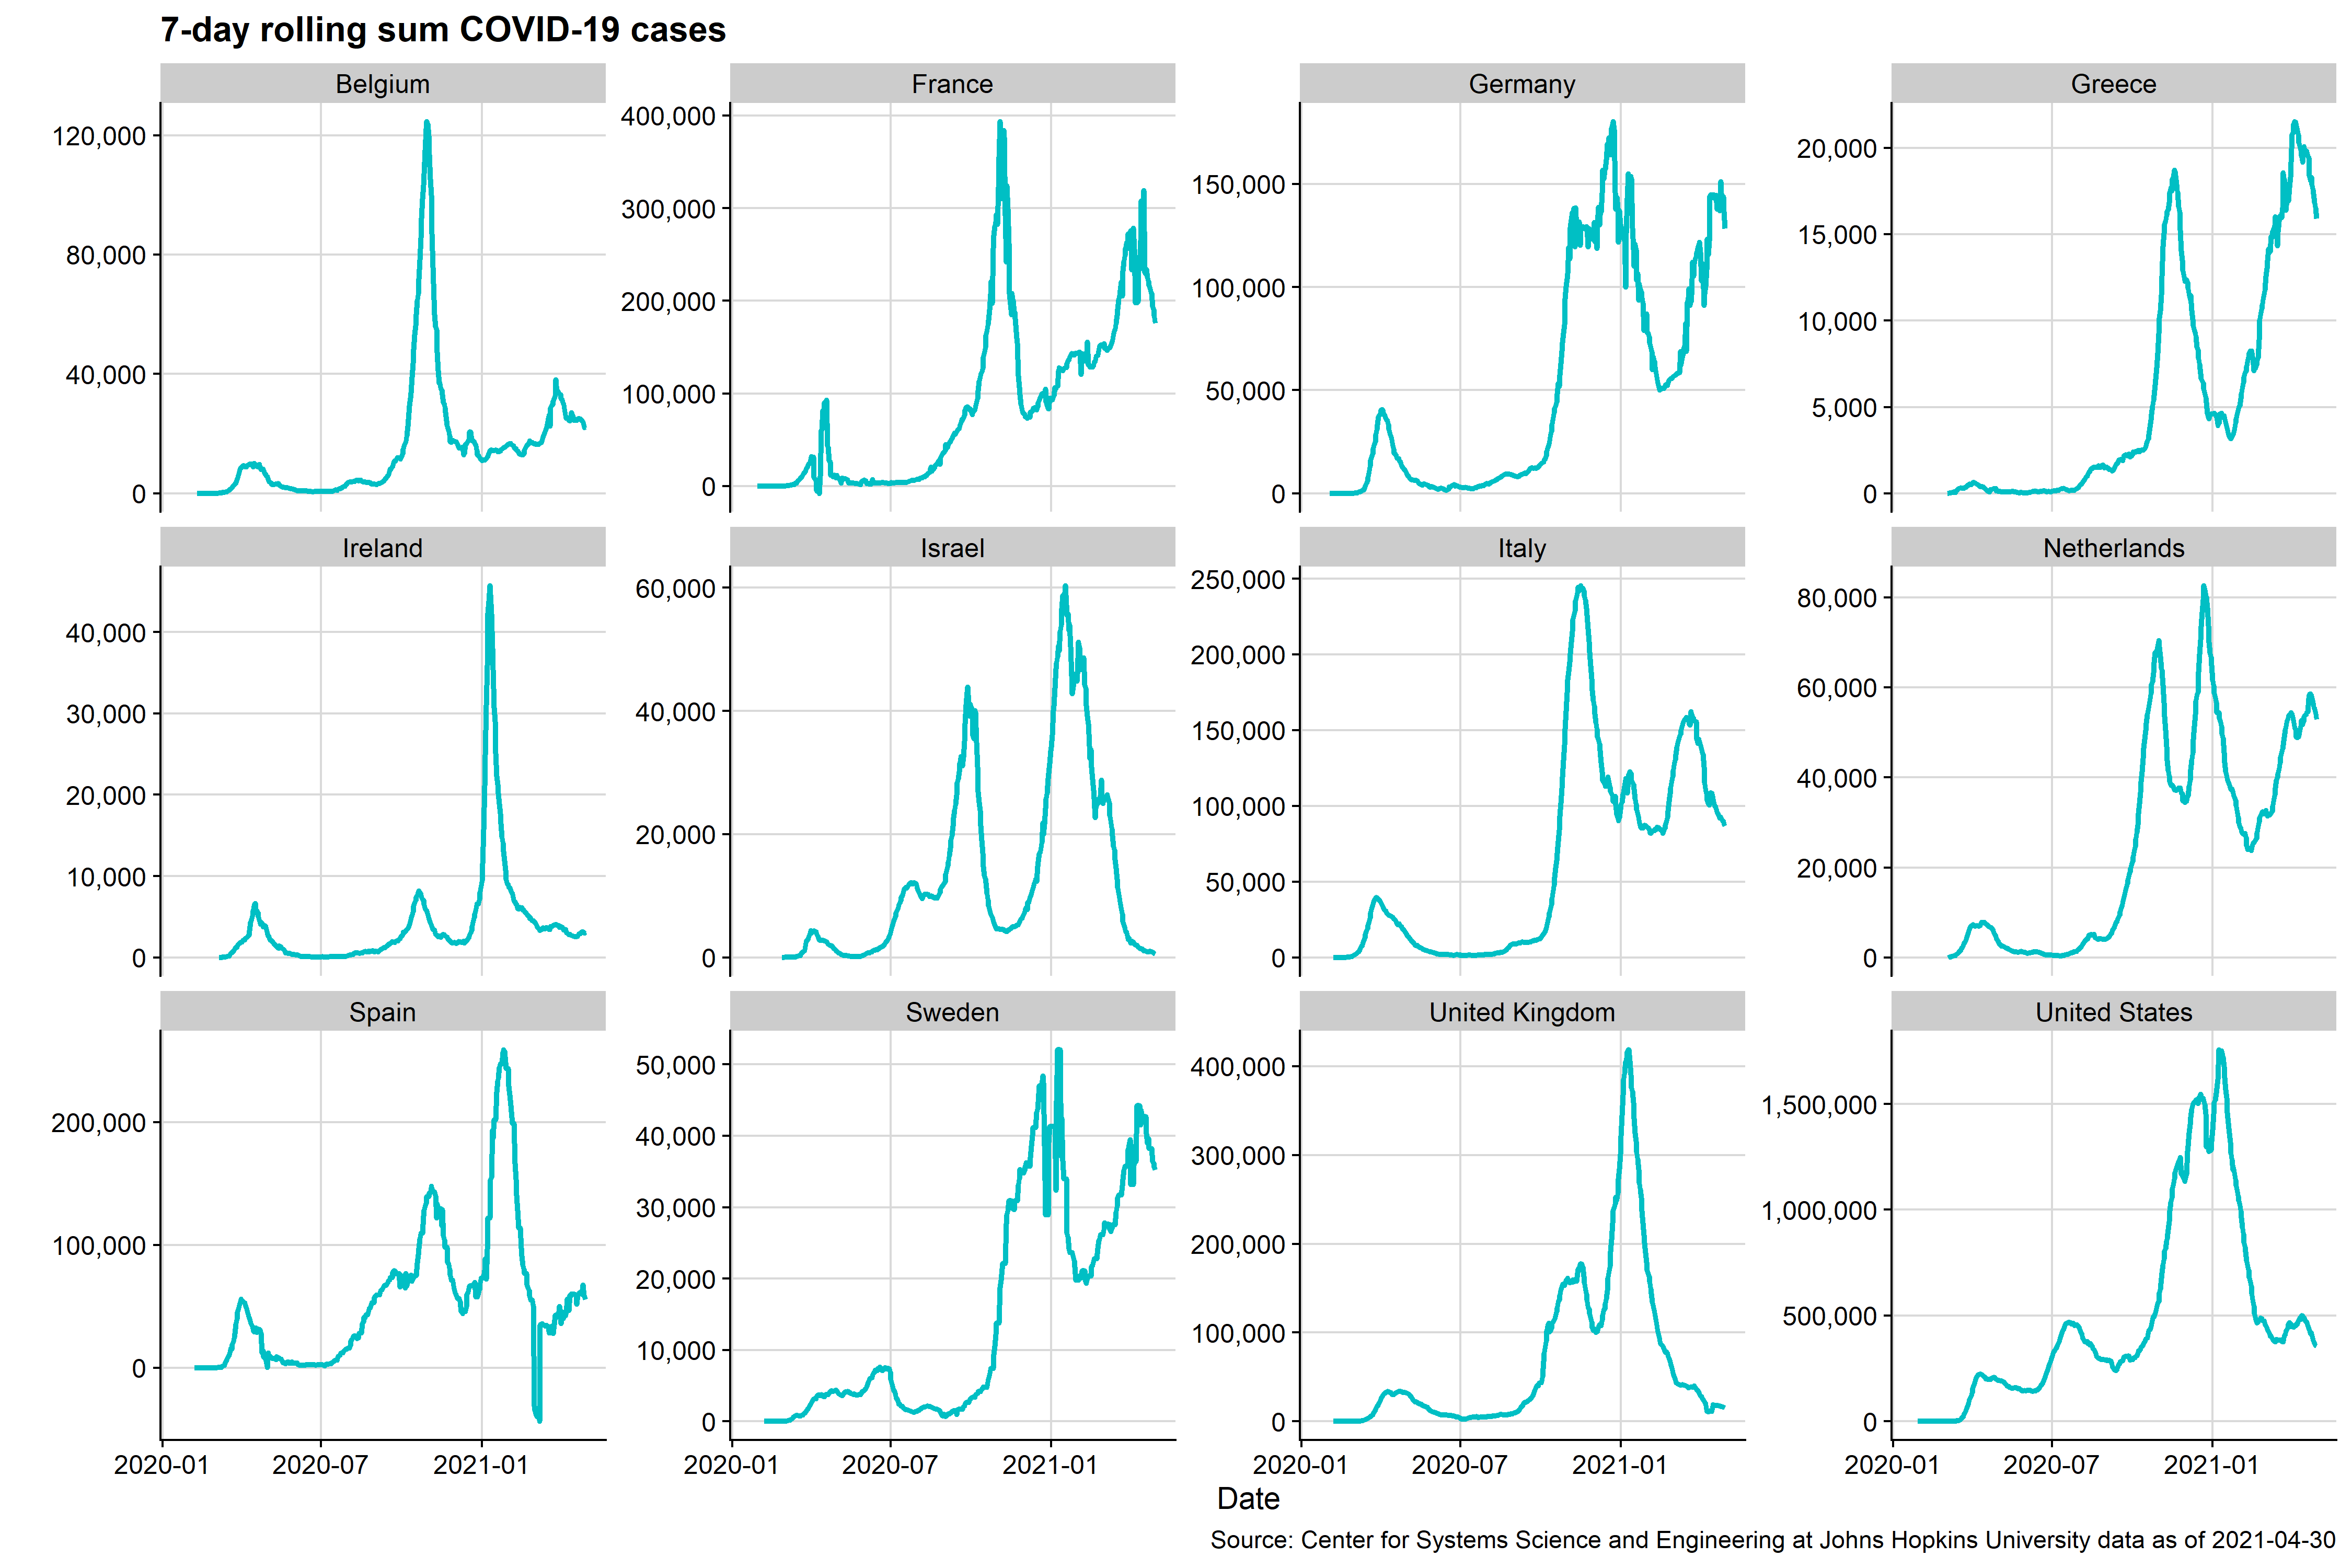 7-day rolling sum COVID-19 cases
Belgium
France
Germany
Greece
120,000
80,000
40,000
0
400,000
300,000
200,000
100,000
0
150,000
100,000
50,000
0
20,000
15,000
10,000
5,000
0
Ireland
Israel
Italy
Netherlands
40,000
30,000
20,000
10,000
0
60,000
40,000
20,000
0
250,000
200,000
150,000
100,000
50,000
0
80,000
60,000
40,000
20,000
0
Spain
Sweden
United Kingdom
United States
200,000
100,000
0
50,000
40,000
30,000
20,000
10,000
0
400,000
300,000
200,000
100,000
0
1,500,000
1,000,000
500,000
0
2020-01 2020-07 2021-01
2020-01 2020-07 2021-01
2020-01 2020-07 2021-01
2020-01 2020-07 2021-01
Date
Source: Center for Systems Science and Engineering at Johns Hopkins University data as of 2021-04-30